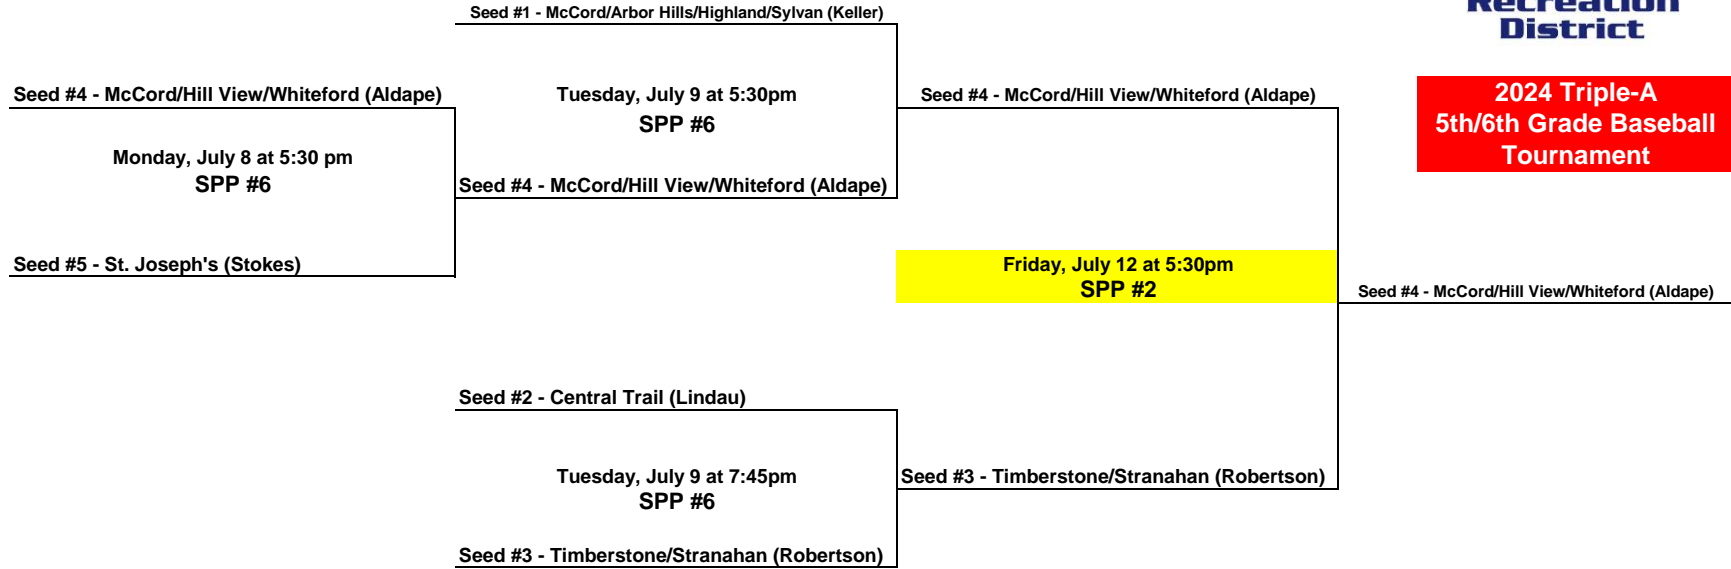 Seed #1 - McCord/Arbor Hills/Highland/Sylvan (Keller)
Recreation
District
Seed #4 - McCord/Hill View/Whiteford (Aldape)
Tuesday, July 9 at 5:30pm
SPP #6
Seed #4 - McCord/Hill View/Whiteford (Aldape)
2024 Triple-A
5th/6th Grade Baseball
Tournament
Monday, July 8 at 5:30 pm
SPP #6
Seed #4 - McCord/Hill View/Whiteford (Aldape)
Seed #5 - St. Joseph's (Stokes)
Friday, July 12 at 5:30pm
SPP #2
Seed #4 - McCord/Hill View/Whiteford (Aldape)
Seed #2 - Central Trail (Lindau)
Tuesday, July 9 at 7:45pm
SPP #6
Seed #3 - Timberstone/Stranahan (Robertson)
Seed #3 - Timberstone/Stranahan (Robertson)